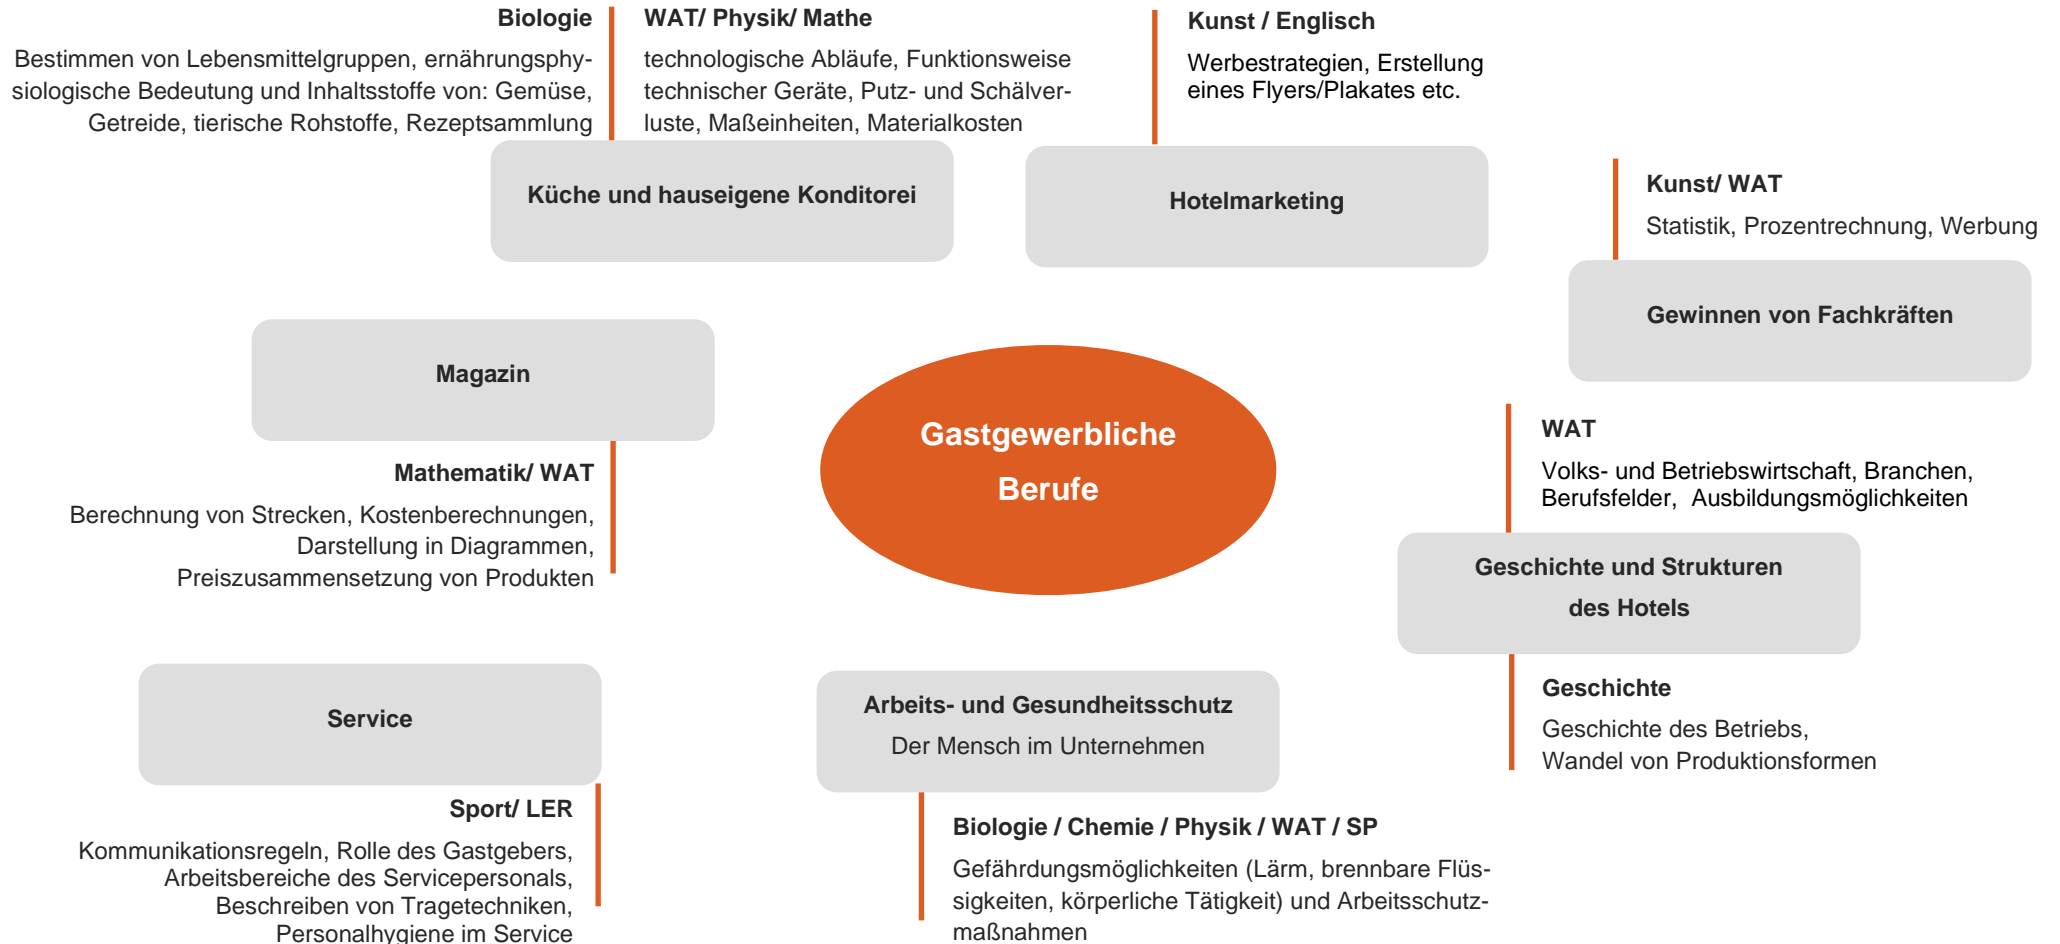 Biologie
Bestimmen von Lebensmittelgruppen, ernährungsphy-
siologische Bedeutung und Inhaltsstoffe von: Gemüse,
Getreide, tierische Rohstoffe, Rezeptsammlung
WAT/ Physik/ Mathe
technologische Abläufe, Funktionsweise
technischer Geräte, Putz- und Schälver-
luste, Maßeinheiten, Materialkosten
Küche und hauseigene Konditorei
Kunst / Englisch
Werbestrategien, Erstellung
eines Flyers/Plakates etc.
Hotelmarketing
Kunst/ WAT
Statistik, Prozentrechnung, Werbung
Gewinnen von Fachkräften
Magazin
Mathematik/ WAT
Berechnung von Strecken, Kostenberechnungen,
Darstellung in Diagrammen,
Preiszusammensetzung von Produkten
Gastgewerbliche
Berufe
WAT
Volks- und Betriebswirtschaft, Branchen,
Berufsfelder, Ausbildungsmöglichkeiten
Geschichte und Strukturen
des Hotels
Geschichte
Geschichte des Betriebs,
Wandel von Produktionsformen
Service
Sport/ LER
Kommunikationsregeln, Rolle des Gastgebers,
Arbeitsbereiche des Servicepersonals,
Beschreiben von Tragetechniken,
Personalhygiene im Service
Arbeits- und Gesundheitsschutz
Der Mensch im Unternehmen
Biologie / Chemie / Physik / WAT / SP
Gefährdungsmöglichkeiten (Lärm, brennbare Flüs-
sigkeiten, körperliche Tätigkeit) und Arbeitsschutz-
maßnahmen